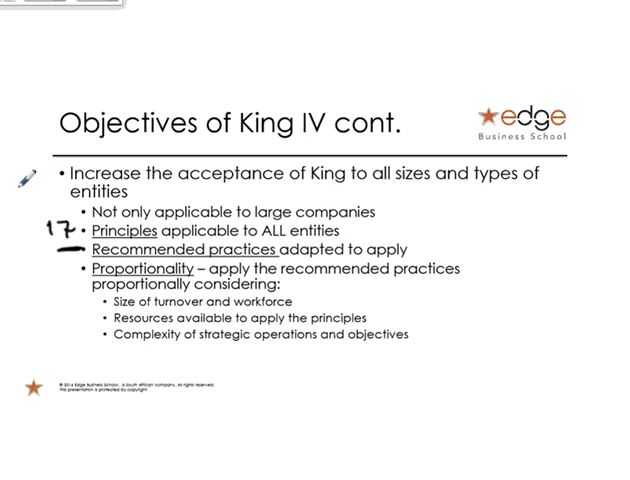 Objectives of King IV cont.
edge
Business School
• Increase the acceptance of King to all sizes and types of
entities
• Not only applicable to large companies
17 • Principles applicable to ALL entities
• Recommended practices adapted to apply
• Proportionality – apply the recommended practices
proportionally considering:
• Size of turnover and workforce
• Resources available to apply the principles
• Complexity of strategic operations and objectives
© 2016 Edge Business School, a South African company. All rights reserved.
This presentation is protected by copyright.